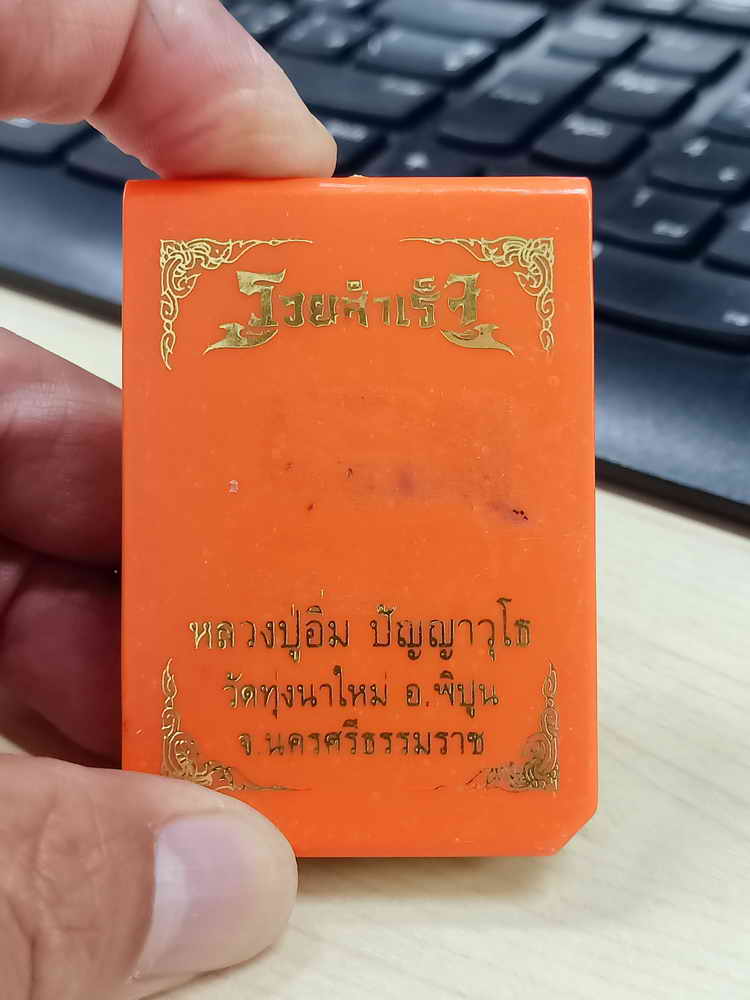 รวยสำเร็จ
หลวงปู่อิ่ม ปัญญาวุโธ
วัดทุ่งนาใหม่ อ.พิปูน
จ.นครศรีธรรมราช